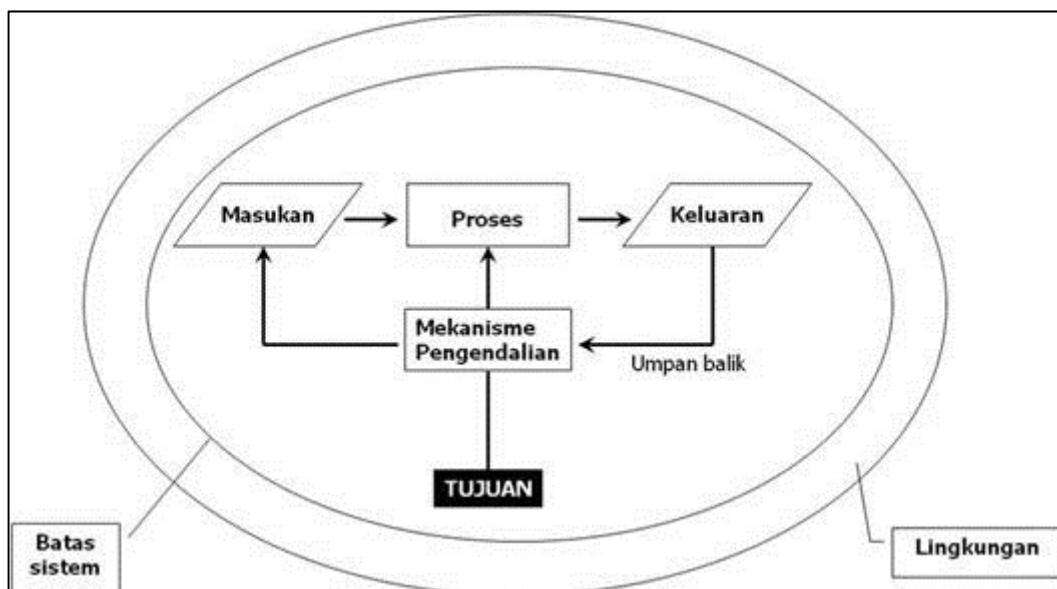 Masukan
Proses
Keluaran
Mekanisme
Pengendalian
Umpan balik
TUJUAN
Batas
sistem
Lingkungan